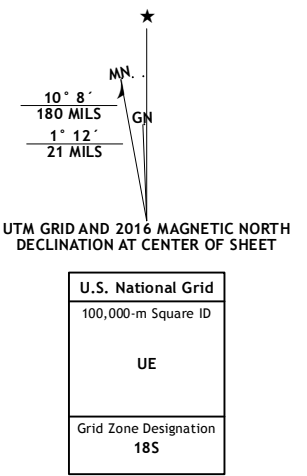 MN
10° 8´
180 MILS
GN
1° 12´
21 MILS
UTM GRID AND 2016 MAGNETIC NORTH
DECLINATION AT CENTER OF SHEET
U.S. National Grid
100,000-m Square ID
UE
Grid Zone Designation
18S